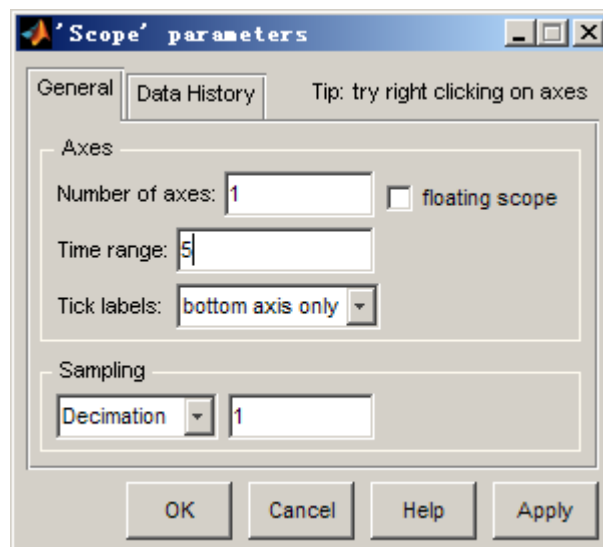 'Scope' parameters
General Data History Tip: try right clicking on axes
Axes
Number of axes: 1 floating scope
Time range: 5
Tick labels: bottom axis only
Sampling
Decimation 1
OK Cancel Help Apply